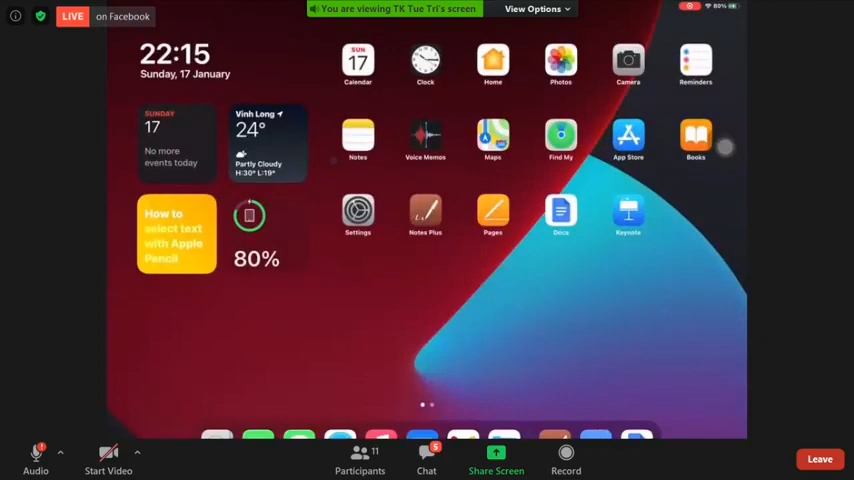 LIVE on Facebook
You are viewing TK Tue Tri's screen
View Options
80%
22:15
Sunday, 17 January
SUN
17
Calendar
Clock
Home
Photos
Camera
Reminders
SUNDAY
17
No more
events today
Vinh Long
24°
Partly Cloudy
H:30° L:19°
Notes
Voice Memos
Maps
Find My
App Store
Books
How to
select text
with Apple
Pencil
80%
Settings
Notes Plus
Pages
Docs
Keynote
Audio
Start Video
Participants
11
Chat
5
Share Screen
Record
Leave